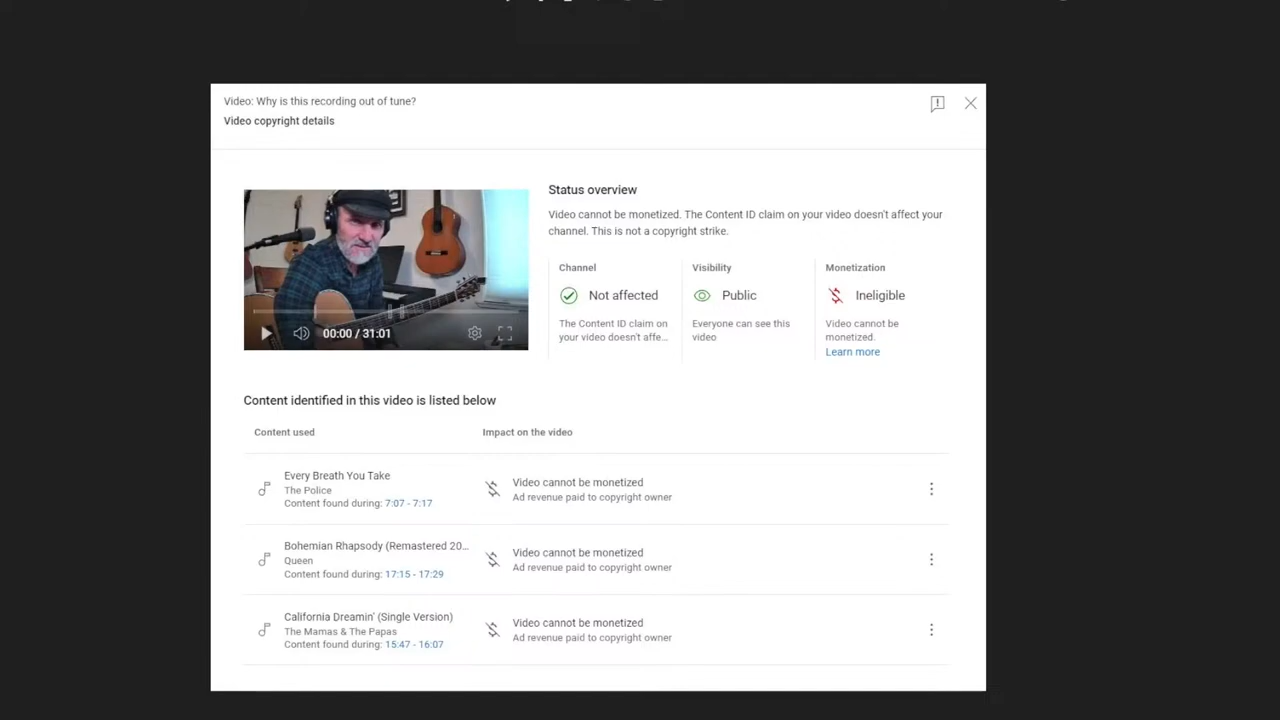 Video: Why is this recording out of tune?
Video copyright details
Status overview
Video cannot be monetized. The Content ID claim on your video doesn't affect your
channel. This is not a copyright strike.
Channel
Not affected
The Content ID claim on
your video doesn't affe...
Visibility
Public
Everyone can see this
video
Monetization
Ineligible
Video cannot be
monetized.
Learn more
00:00 / 31:01
Content identified in this video is listed below
Content used
Impact on the video
Every Breath You Take
The Police
Content found during: 7:07 - 7:17
Video cannot be monetized
Ad revenue paid to copyright owner
Bohemian Rhapsody (Remastered 20...
Queen
Content found during: 17:15 - 17:29
Video cannot be monetized
Ad revenue paid to copyright owner
California Dreamin' (Single Version)
The Mamas & The Papas
Content found during: 15:47 - 16:07
Video cannot be monetized
Ad revenue paid to copyright owner